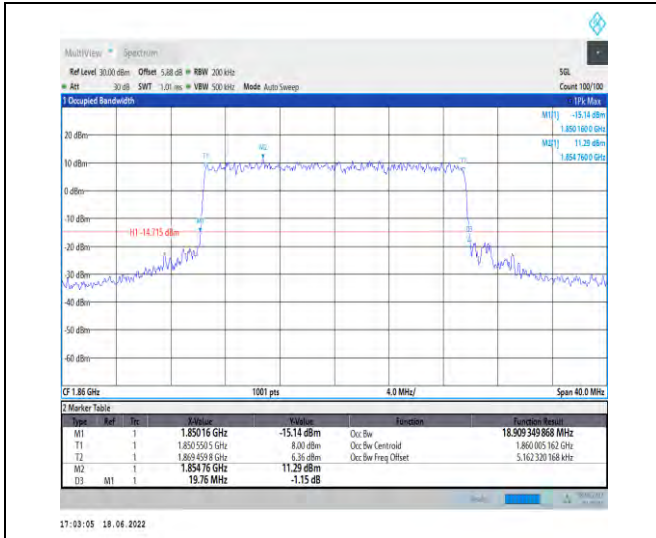 MultiView Spectrum
Ref Level 30.00 dBm Offset 5.88 dB RBW 200 kHz SGL
Att 30 dB SWT 1.01 ms VBW 500 kHz Mode Auto Sweep Count 100/100
1 Occupied Bandwidth 1Pk Max
M1[1] -15.14 dBm
1.850 160 0 GHz
M2[1] 11.29 dBm
1.854 760 0 GHz
20 dBm
M2
T1
10 dBm
0 dBm
-10 dBm
M1
H1 -14.715 dBm
D3
-20 dBm
-30 dBm
-40 dBm
-50 dBm
-60 dBm
CF 1.86 GHz 1001 pts 4.0 MHz/ Span 40.0 MHz
2 Marker Table
Type Ref Trc X-Value Y-Value Function Function Result
M1 1 1.85016 GHz -15.14 dBm Occ Bw 18.909 349 868 MHz
T1 1 1.850 550 5 GHz 8.00 dBm Occ Bw Centroid 1.860 005 162 GHz
T2 1 1.869 459 8 GHz 6.36 dBm Occ Bw Freq Offset 5.162 320 168 kHz
M2 1 1.85476 GHz 11.29 dBm
D3 M1 1 19.76 MHz -1.15 dB
17:03:05 18.06.2022